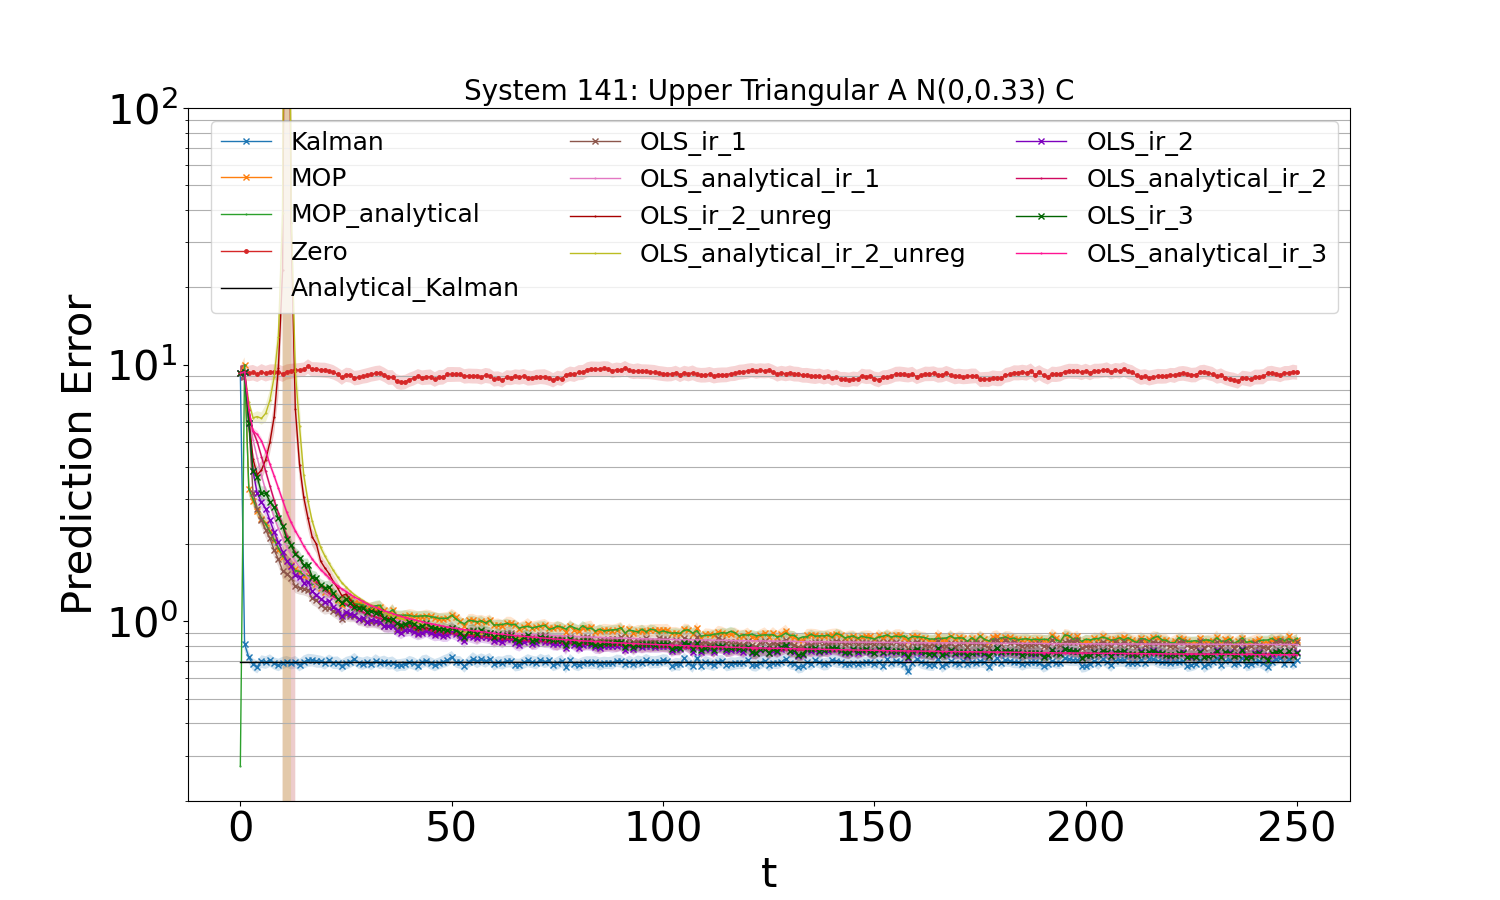 System 141: Upper Triangular A N(0,0.33) C
Prediction Error
10²
10¹
10⁰
Kalman
MOP
MOP_analytical
Zero
Analytical_Kalman
OLS_ir_1
OLS_analytical_ir_1
OLS_ir_2_unreg
OLS_analytical_ir_2_unreg
OLS_ir_2
OLS_analytical_ir_2
OLS_ir_3
OLS_analytical_ir_3
0 50 100 150 200 250
t